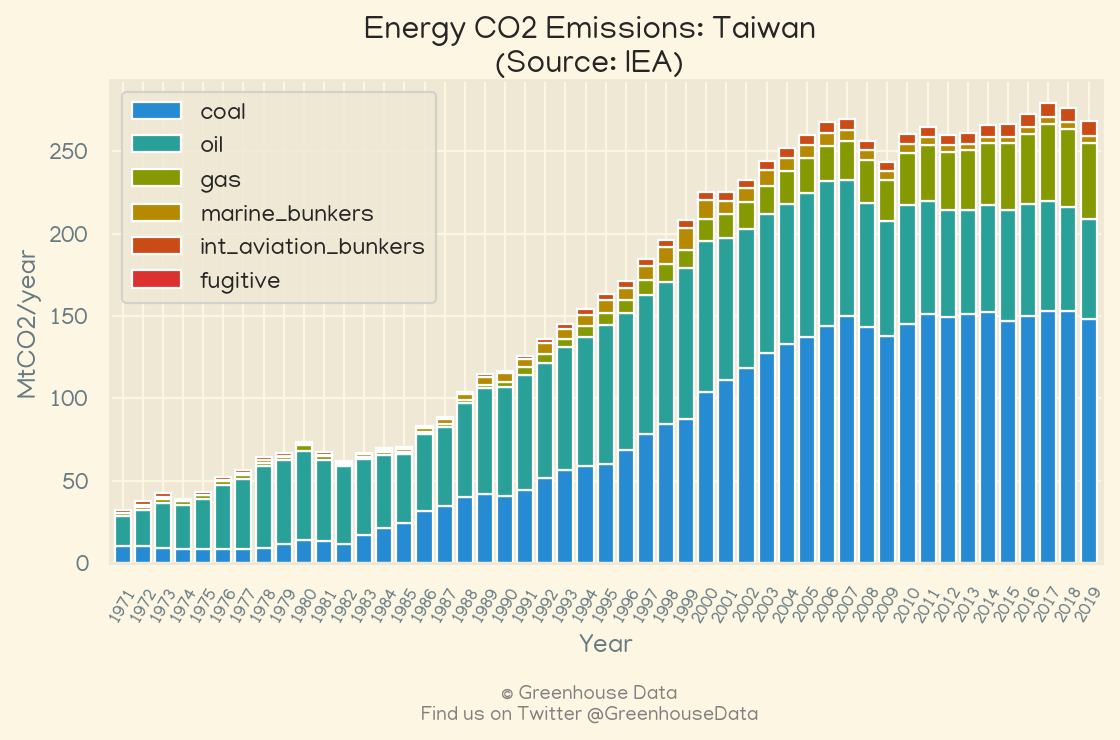 Energy CO2 Emissions: Taiwan
(Source: IEA)
coal
oil
gas
marine_bunkers
int_aviation_bunkers
fugitive
MtCO2/year
250
200
150
100
50
0
1971 1972 1973 1974 1975 1976 1977 1978 1979 1980 1981 1982 1983 1984 1985 1986 1987 1988 1989 1990 1991 1992 1993 1994 1995 1996 1997 1998 1999 2000 2001 2002 2003 2004 2005 2006 2007 2008 2009 2010 2011 2012 2013 2014 2015 2016 2017 2018 2019
Year
© Greenhouse Data
Find us on Twitter @GreenhouseData